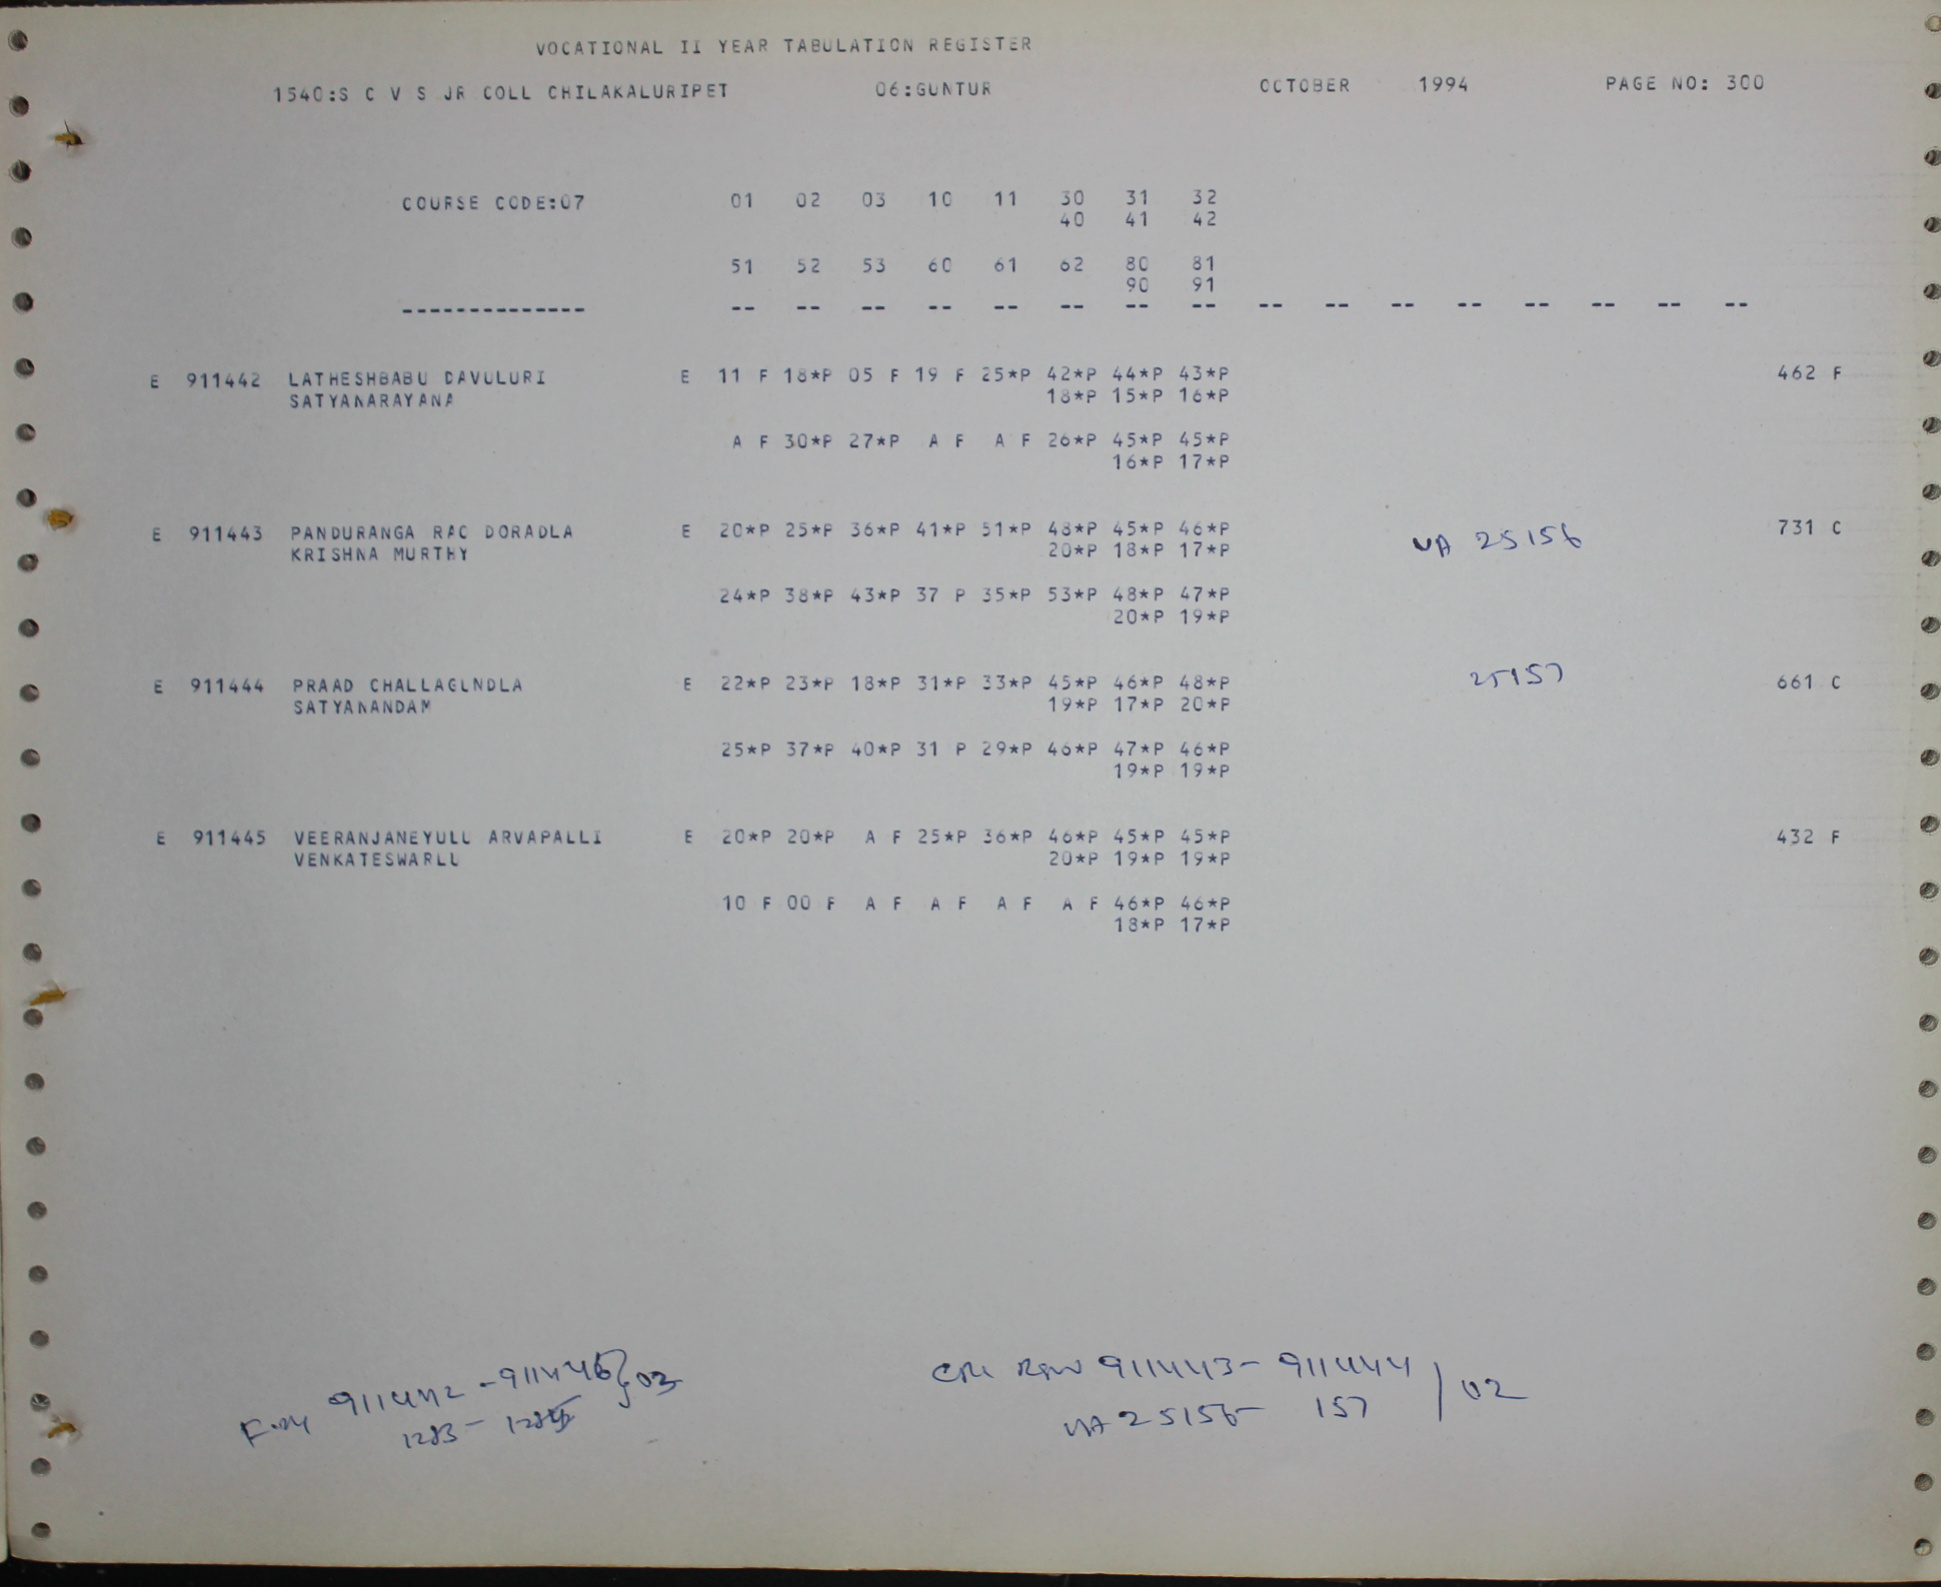 VOCATIONAL II YEAR TABULATION REGISTER
1540:S C V S JR COLL CHILAKALURIPET 06:GUNTUR OCTOBER 1994 PAGE NO: 300
COURSE CODE:07 01 02 03 10 11 30 31 32
40 41 42
51 52 53 60 61 62 80 81
90 91
-------------- -- -- -- -- -- -- -- -- -- -- -- -- -- -- -- --
E 911442 LATHESHBABU DAVULURI E 11 F 18*P 05 F 19 F 25*P 42*P 44*P 43*P 462 F
SATYANARAYANA 18*P 15*P 16*P
A F 30*P 27*P A F A F 26*P 45*P 45*P
16*P 17*P
E 911443 PANDURANGA RAO DORADLA E 20*P 25*P 36*P 41*P 51*P 48*P 45*P 46*P VA 25156 731 C
KRISHNA MURTHY 20*P 18*P 17*P
24*P 38*P 43*P 37 P 35*P 53*P 48*P 47*P
20*P 19*P
E 911444 PRAAD CHALLAGUNDLA E 22*P 23*P 18*P 31*P 33*P 45*P 46*P 48*P 25157 661 C
SATYANANDAM 19*P 17*P 20*P
25*P 37*P 40*P 31 P 29*P 46*P 47*P 46*P
19*P 19*P
E 911445 VEERANJANEYULU ARVAPALLI E 20*P 20*P A F 25*P 36*P 46*P 45*P 45*P 432 F
VENKATESWARLU 20*P 19*P 19*P
10 F 00 F A F A F A F A F 46*P 46*P
18*P 17*P
911442 - 03
1283 -
911443 - 911444 / 02
VA 25156 - 157